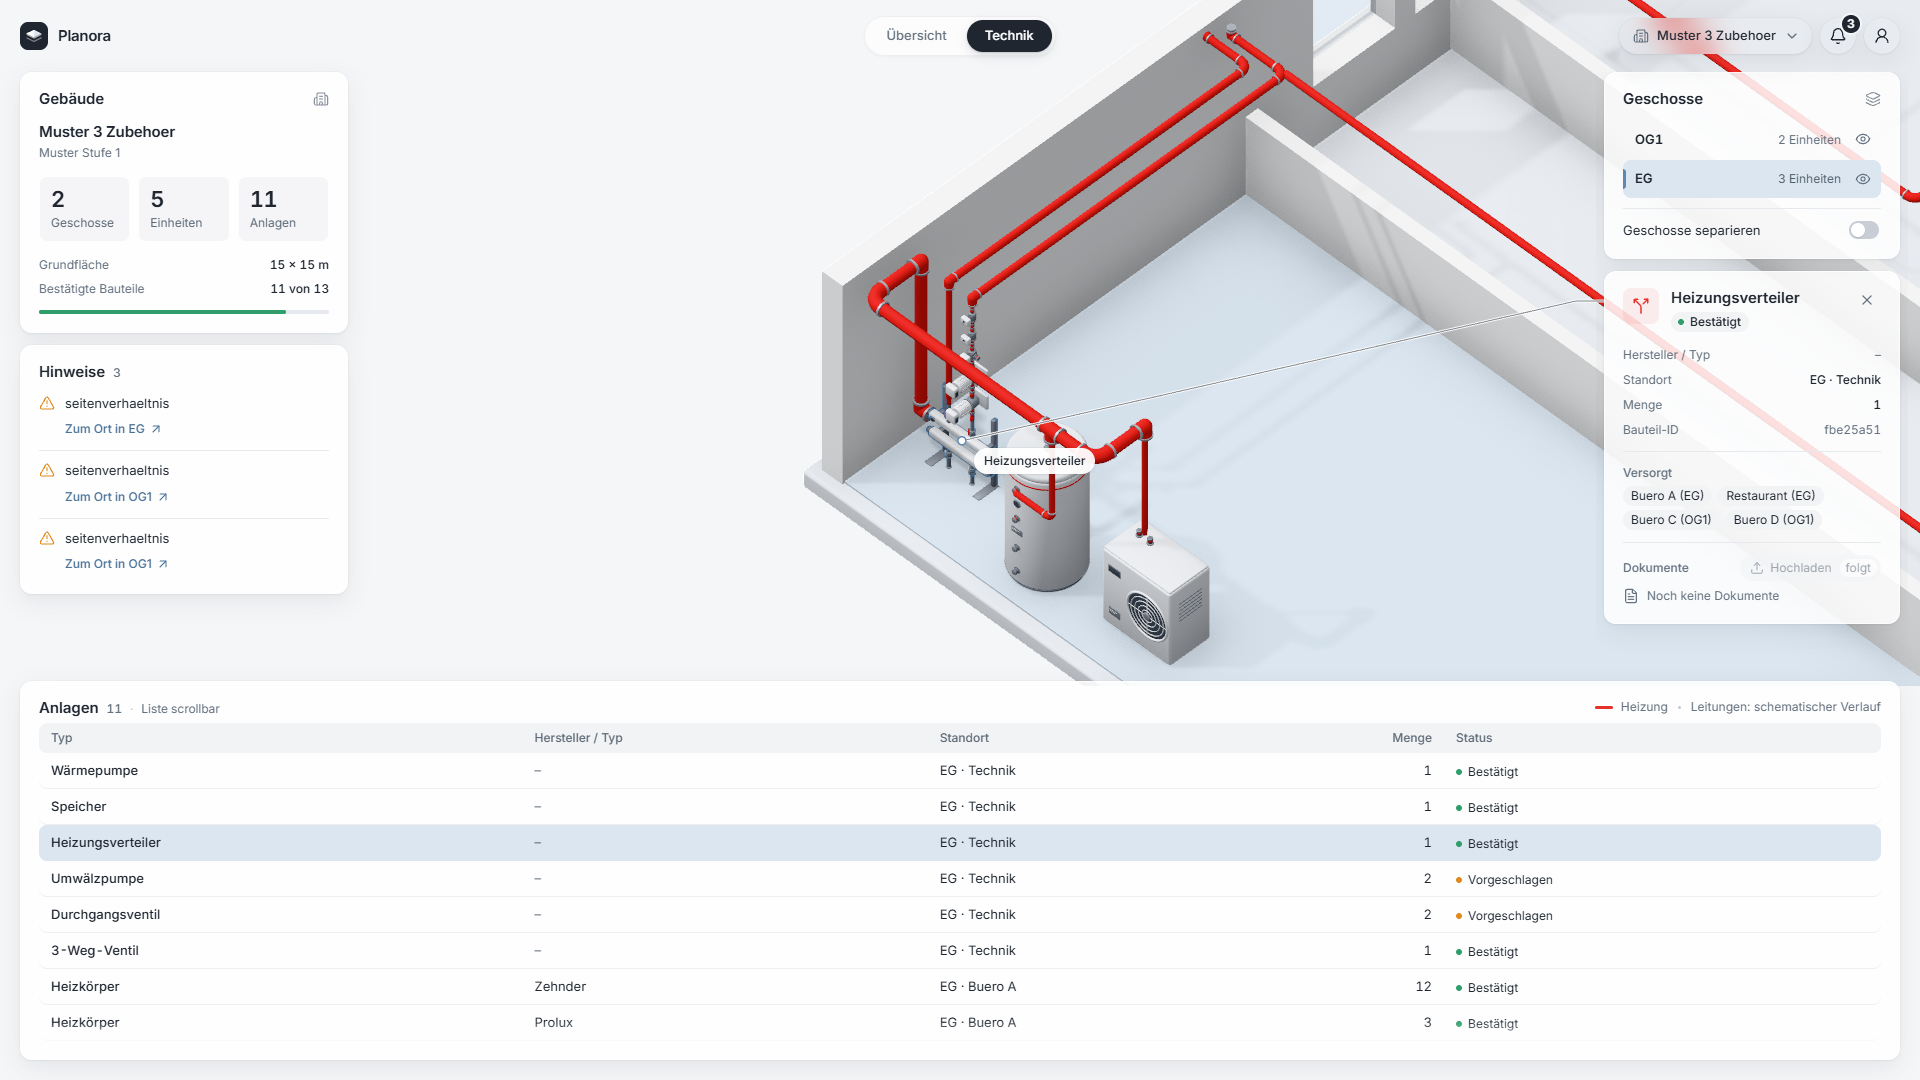 Planora
Übersicht
Technik
Muster 3 Zubehoer
3
Gebäude
Muster 3 Zubehoer
Muster Stufe 1
2 Geschosse
5 Einheiten
11 Anlagen
Grundfläche 15 × 15 m
Bestätigte Bauteile 11 von 13
Hinweise 3
seitenverhaeltnis
Zum Ort in EG
seitenverhaeltnis
Zum Ort in OG1
seitenverhaeltnis
Zum Ort in OG1
Heizungsverteiler
Geschosse
OG1 2 Einheiten
EG 3 Einheiten
Geschosse separieren
Heizungsverteiler
Bestätigt
Hersteller / Typ –
Standort EG · Technik
Menge 1
Bauteil-ID fbe25a51
Versorgt
Buero A (EG) Restaurant (EG)
Buero C (OG1) Buero D (OG1)
Dokumente Hochladen folgt
Noch keine Dokumente
Anlagen 11 · Liste scrollbar
Heizung · Leitungen: schematischer Verlauf
Typ Hersteller / Typ Standort Menge Status
Wärmepumpe – EG · Technik 1 Bestätigt
Speicher – EG · Technik 1 Bestätigt
Heizungsverteiler – EG · Technik 1 Bestätigt
Umwälzpumpe – EG · Technik 2 Vorgeschlagen
Durchgangsventil – EG · Technik 2 Vorgeschlagen
3-Weg-Ventil – EG · Technik 1 Bestätigt
Heizkörper Zehnder EG · Buero A 12 Bestätigt
Heizkörper Prolux EG · Buero A 3 Bestätigt